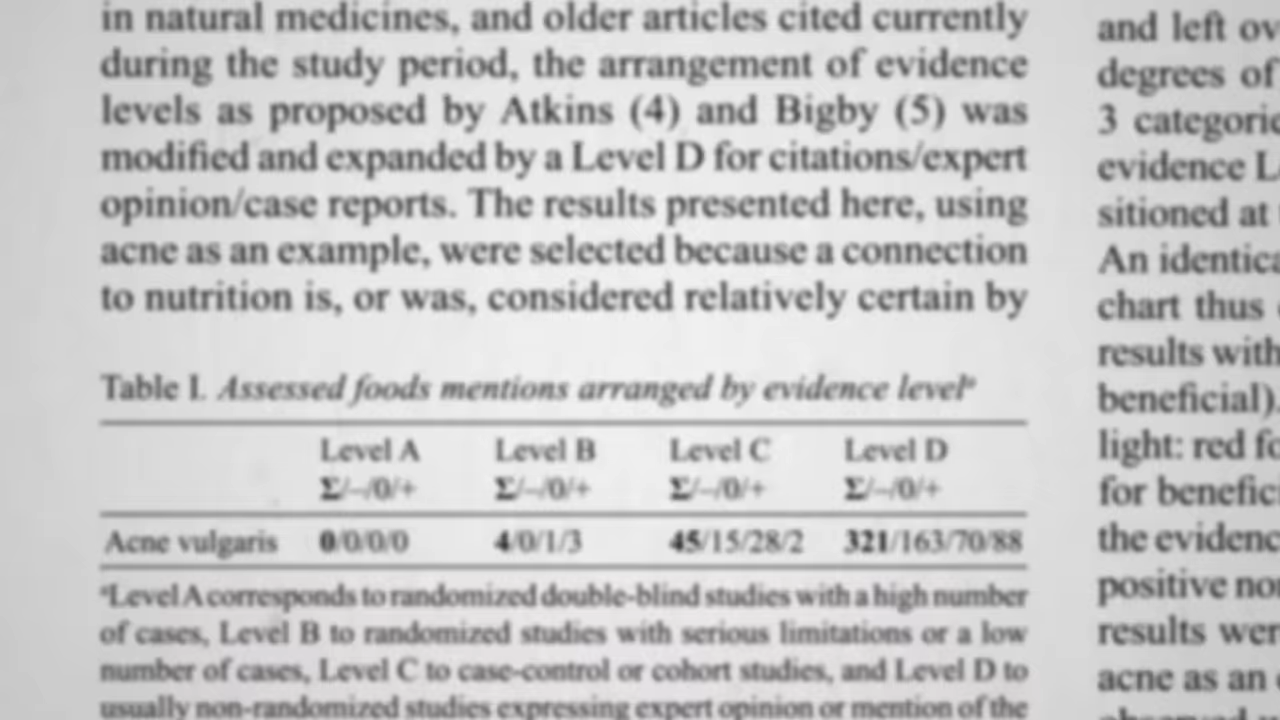 in natural medicines, and older articles cited currently
during the study period, the arrangement of evidence
levels as proposed by Atkins (4) and Bigby (5) was
modified and expanded by a Level D for citations/expert
opinion/case reports. The results presented here, using
acne as an example, were selected because a connection
to nutrition is, or was, considered relatively certain by
Table I. Assessed foods mentions arranged by evidence levelᵃ
Level A Level B Level C Level D
Σ/–/0/+ Σ/–/0/+ Σ/–/0/+ Σ/–/0/+
Acne vulgaris 0/0/0/0 4/0/1/3 45/15/28/2 321/163/70/88
ᵃLevel A corresponds to randomized double-blind studies with a high number
of cases, Level B to randomized studies with serious limitations or a low
number of cases, Level C to case-control or cohort studies, and Level D to
usually non-randomized studies expressing expert opinion or mention of the
and left ov
degrees of
3 categorie
evidence L
sitioned at
An identica
chart thus
results with
beneficial)
light: red fo
for benefici
the evidenc
positive nor
results wer
acne as an